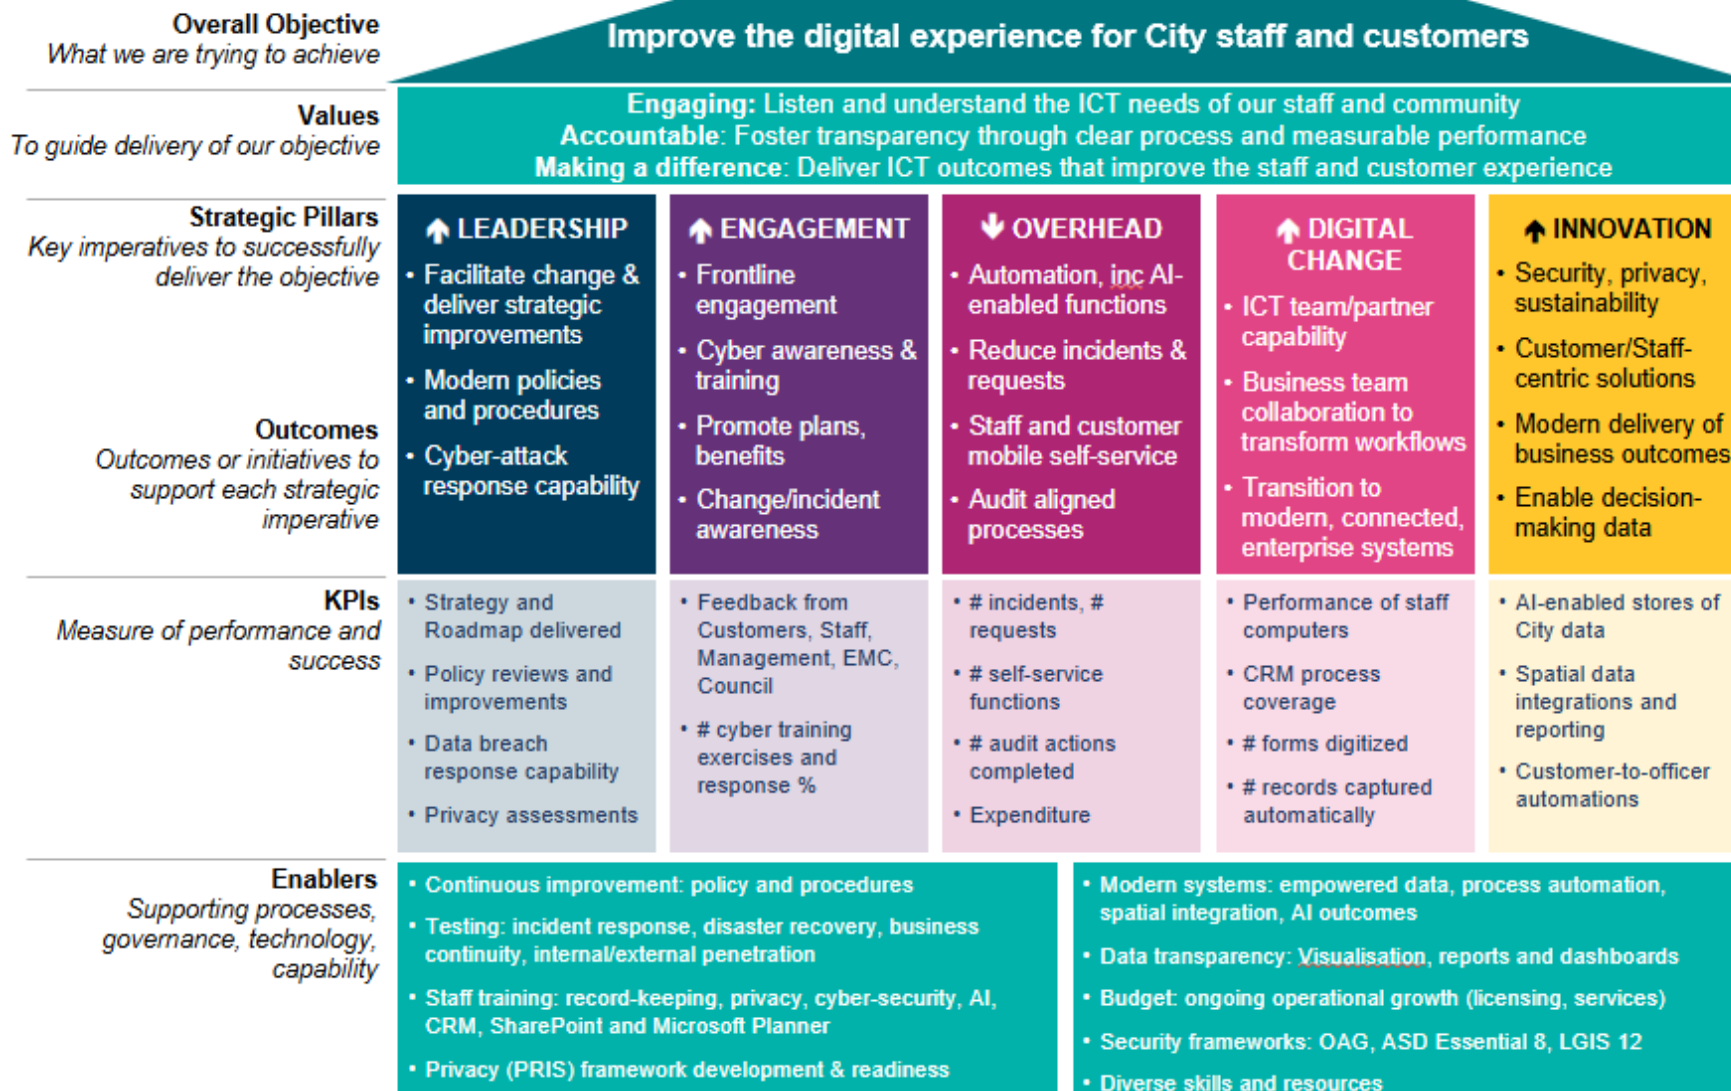 Overall Objective
What we are trying to achieve
Improve the digital experience for City staff and customers
Values
To guide delivery of our objective
Engaging: Listen and understand the ICT needs of our staff and community
Accountable: Foster transparency through clear process and measurable performance
Making a difference: Deliver ICT outcomes that improve the staff and customer experience
Strategic Pillars
Key imperatives to successfully
deliver the objective
Outcomes
Outcomes or initiatives to
support each strategic
imperative
↑ LEADERSHIP
• Facilitate change &
deliver strategic
improvements
• Modern policies
and procedures
• Cyber-attack
response capability
↑ ENGAGEMENT
• Frontline
engagement
• Cyber awareness &
training
• Promote plans,
benefits
• Change/incident
awareness
↓ OVERHEAD
• Automation, inc AI-
enabled functions
• Reduce incidents &
requests
• Staff and customer
mobile self-service
• Audit aligned
processes
↑ DIGITAL
CHANGE
• ICT team/partner
capability
• Business team
collaboration to
transform workflows
• Transition to
modern, connected,
enterprise systems
↑ INNOVATION
• Security, privacy,
sustainability
• Customer/Staff-
centric solutions
• Modern delivery of
business outcomes
• Enable decision-
making data
KPIs
Measure of performance and
success
• Strategy and
Roadmap delivered
• Policy reviews and
improvements
• Data breach
response capability
• Privacy assessments
• Feedback from
Customers, Staff,
Management, EMC,
Council
• # cyber training
exercises and
response %
• # incidents, #
requests
• # self-service
functions
• # audit actions
completed
• Expenditure
• Performance of staff
computers
• CRM process
coverage
• # forms digitized
• # records captured
automatically
• AI-enabled stores of
City data
• Spatial data
integrations and
reporting
• Customer-to-officer
automations
Enablers
Supporting processes,
governance, technology,
capability
• Continuous improvement: policy and procedures
• Testing: incident response, disaster recovery, business
continuity, internal/external penetration
• Staff training: record-keeping, privacy, cyber-security, AI,
CRM, SharePoint and Microsoft Planner
• Privacy (PRIS) framework development & readiness
• Modern systems: empowered data, process automation,
spatial integration, AI outcomes
• Data transparency: Visualisation, reports and dashboards
• Budget: ongoing operational growth (licensing, services)
• Security frameworks: OAG, ASD Essential 8, LGIS 12
• Diverse skills and resources